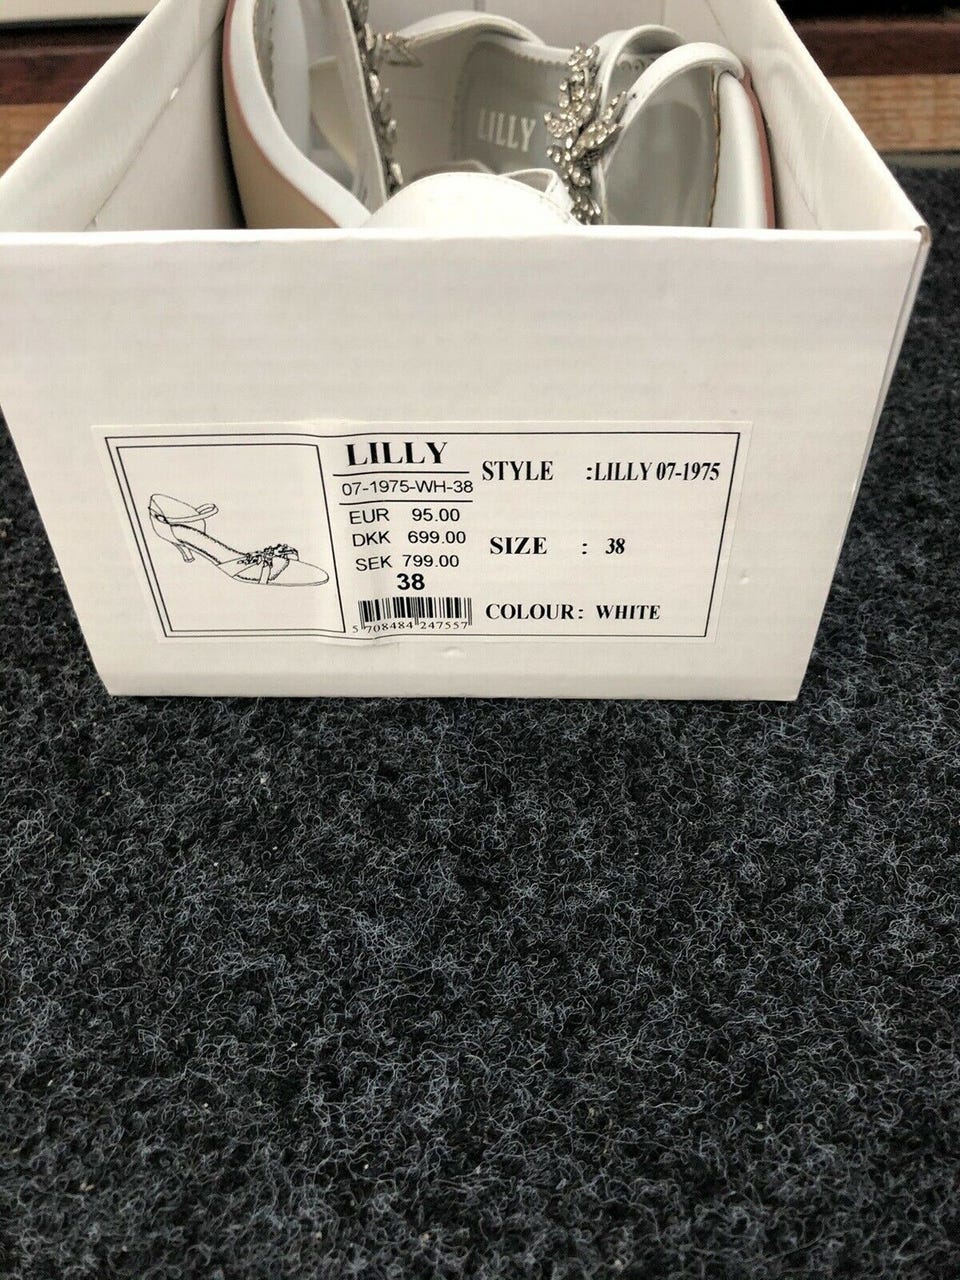 LILLY
LILLY
07-1975-WH-38
EUR 95.00
DKK 699.00
SEK 799.00
38
5 708484 247557
STYLE :LILLY 07-1975
SIZE : 38
COLOUR: WHITE